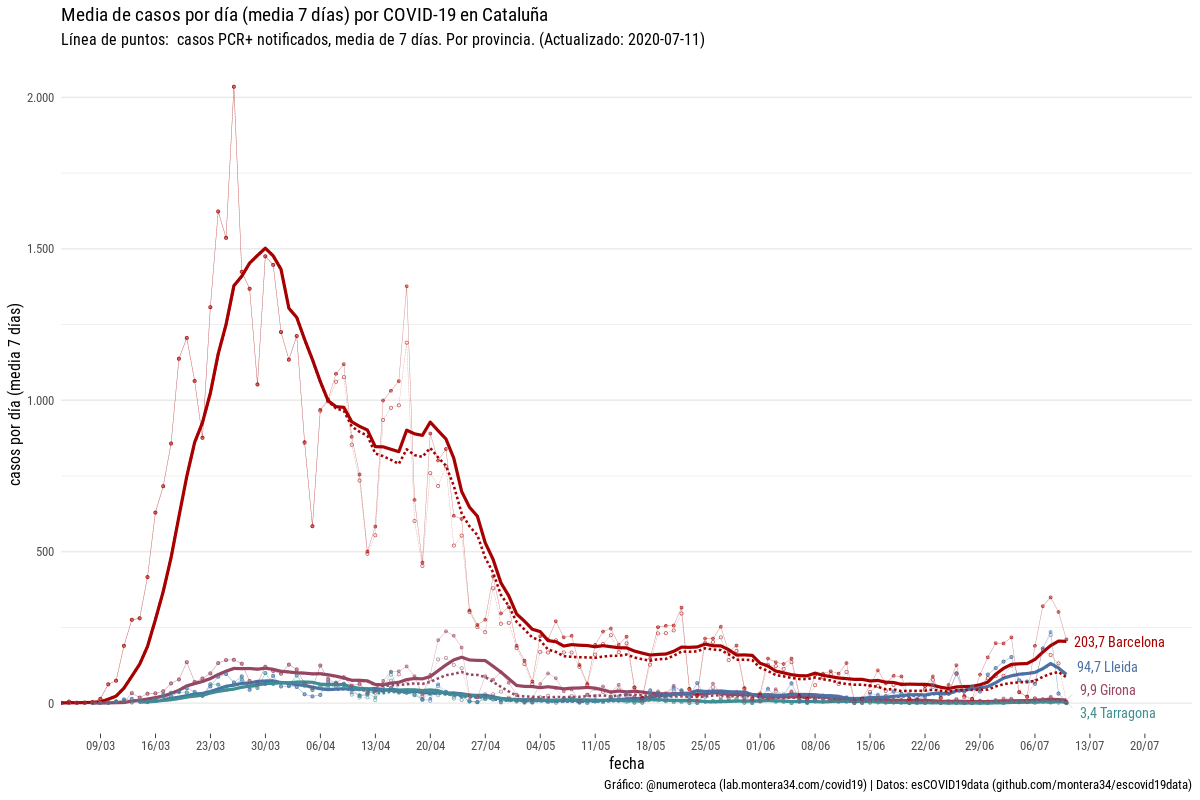 Media de casos por día (media 7 días) por COVID-19 en Cataluña
Línea de puntos:  casos PCR+ notificados, media de 7 días. Por provincia. (Actualizado: 2020-07-11)
casos por día (media 7 días)
2.000
1.500
1.000
500
0
203,7 Barcelona
94,7 Lleida
9,9 Girona
3,4 Tarragona
09/03 16/03 23/03 30/03 06/04 13/04 20/04 27/04 04/05 11/05 18/05 25/05 01/06 08/06 15/06 22/06 29/06 06/07 13/07 20/07
fecha
Gráfico: @numeroteca (lab.montera34.com/covid19) | Datos: esCOVID19data (github.com/montera34/escovid19data)